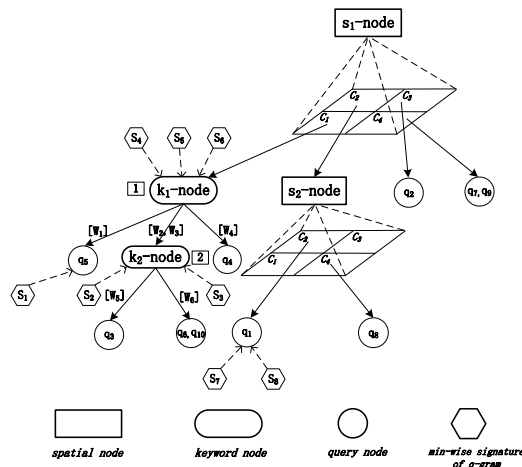 s₁-node
C₂ C₃
C₁ C₄
S₄ S₅ S₆
1 k₁-node
s₂-node
q₂ q₇, q₉
[W₁] [W₂, W₃] [W₄]
q₅ k₂-node 2 q₄
C₂ C₃
C₁ C₄
S₁ S₂ S₃
[W₅] [W₆]
q₃ q₆, q₁₀ q₁ q₈
S₇ S₈
spatial node keyword node query node min-wise signature
of q-gram